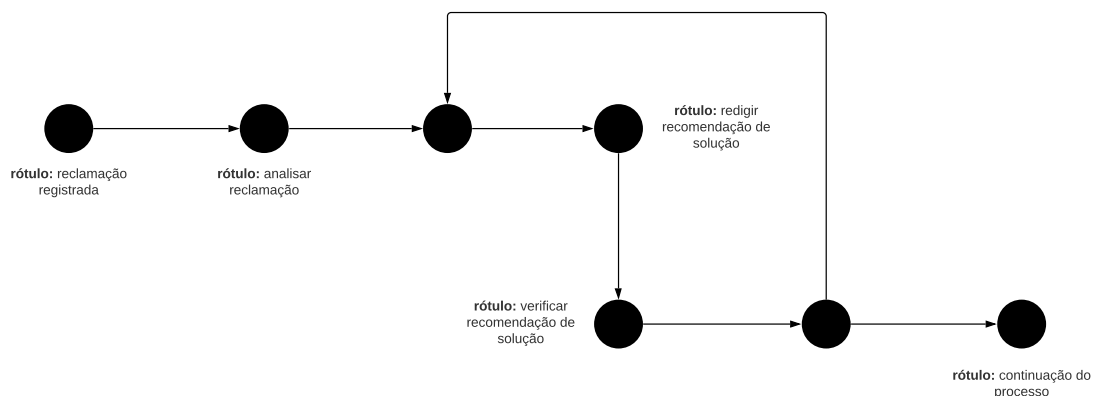 rótulo: redigir
recomendação de
solução
rótulo: reclamação
registrada
rótulo: analisar
reclamação
rótulo: verificar
recomendação de
solução
rótulo: continuação do
processo